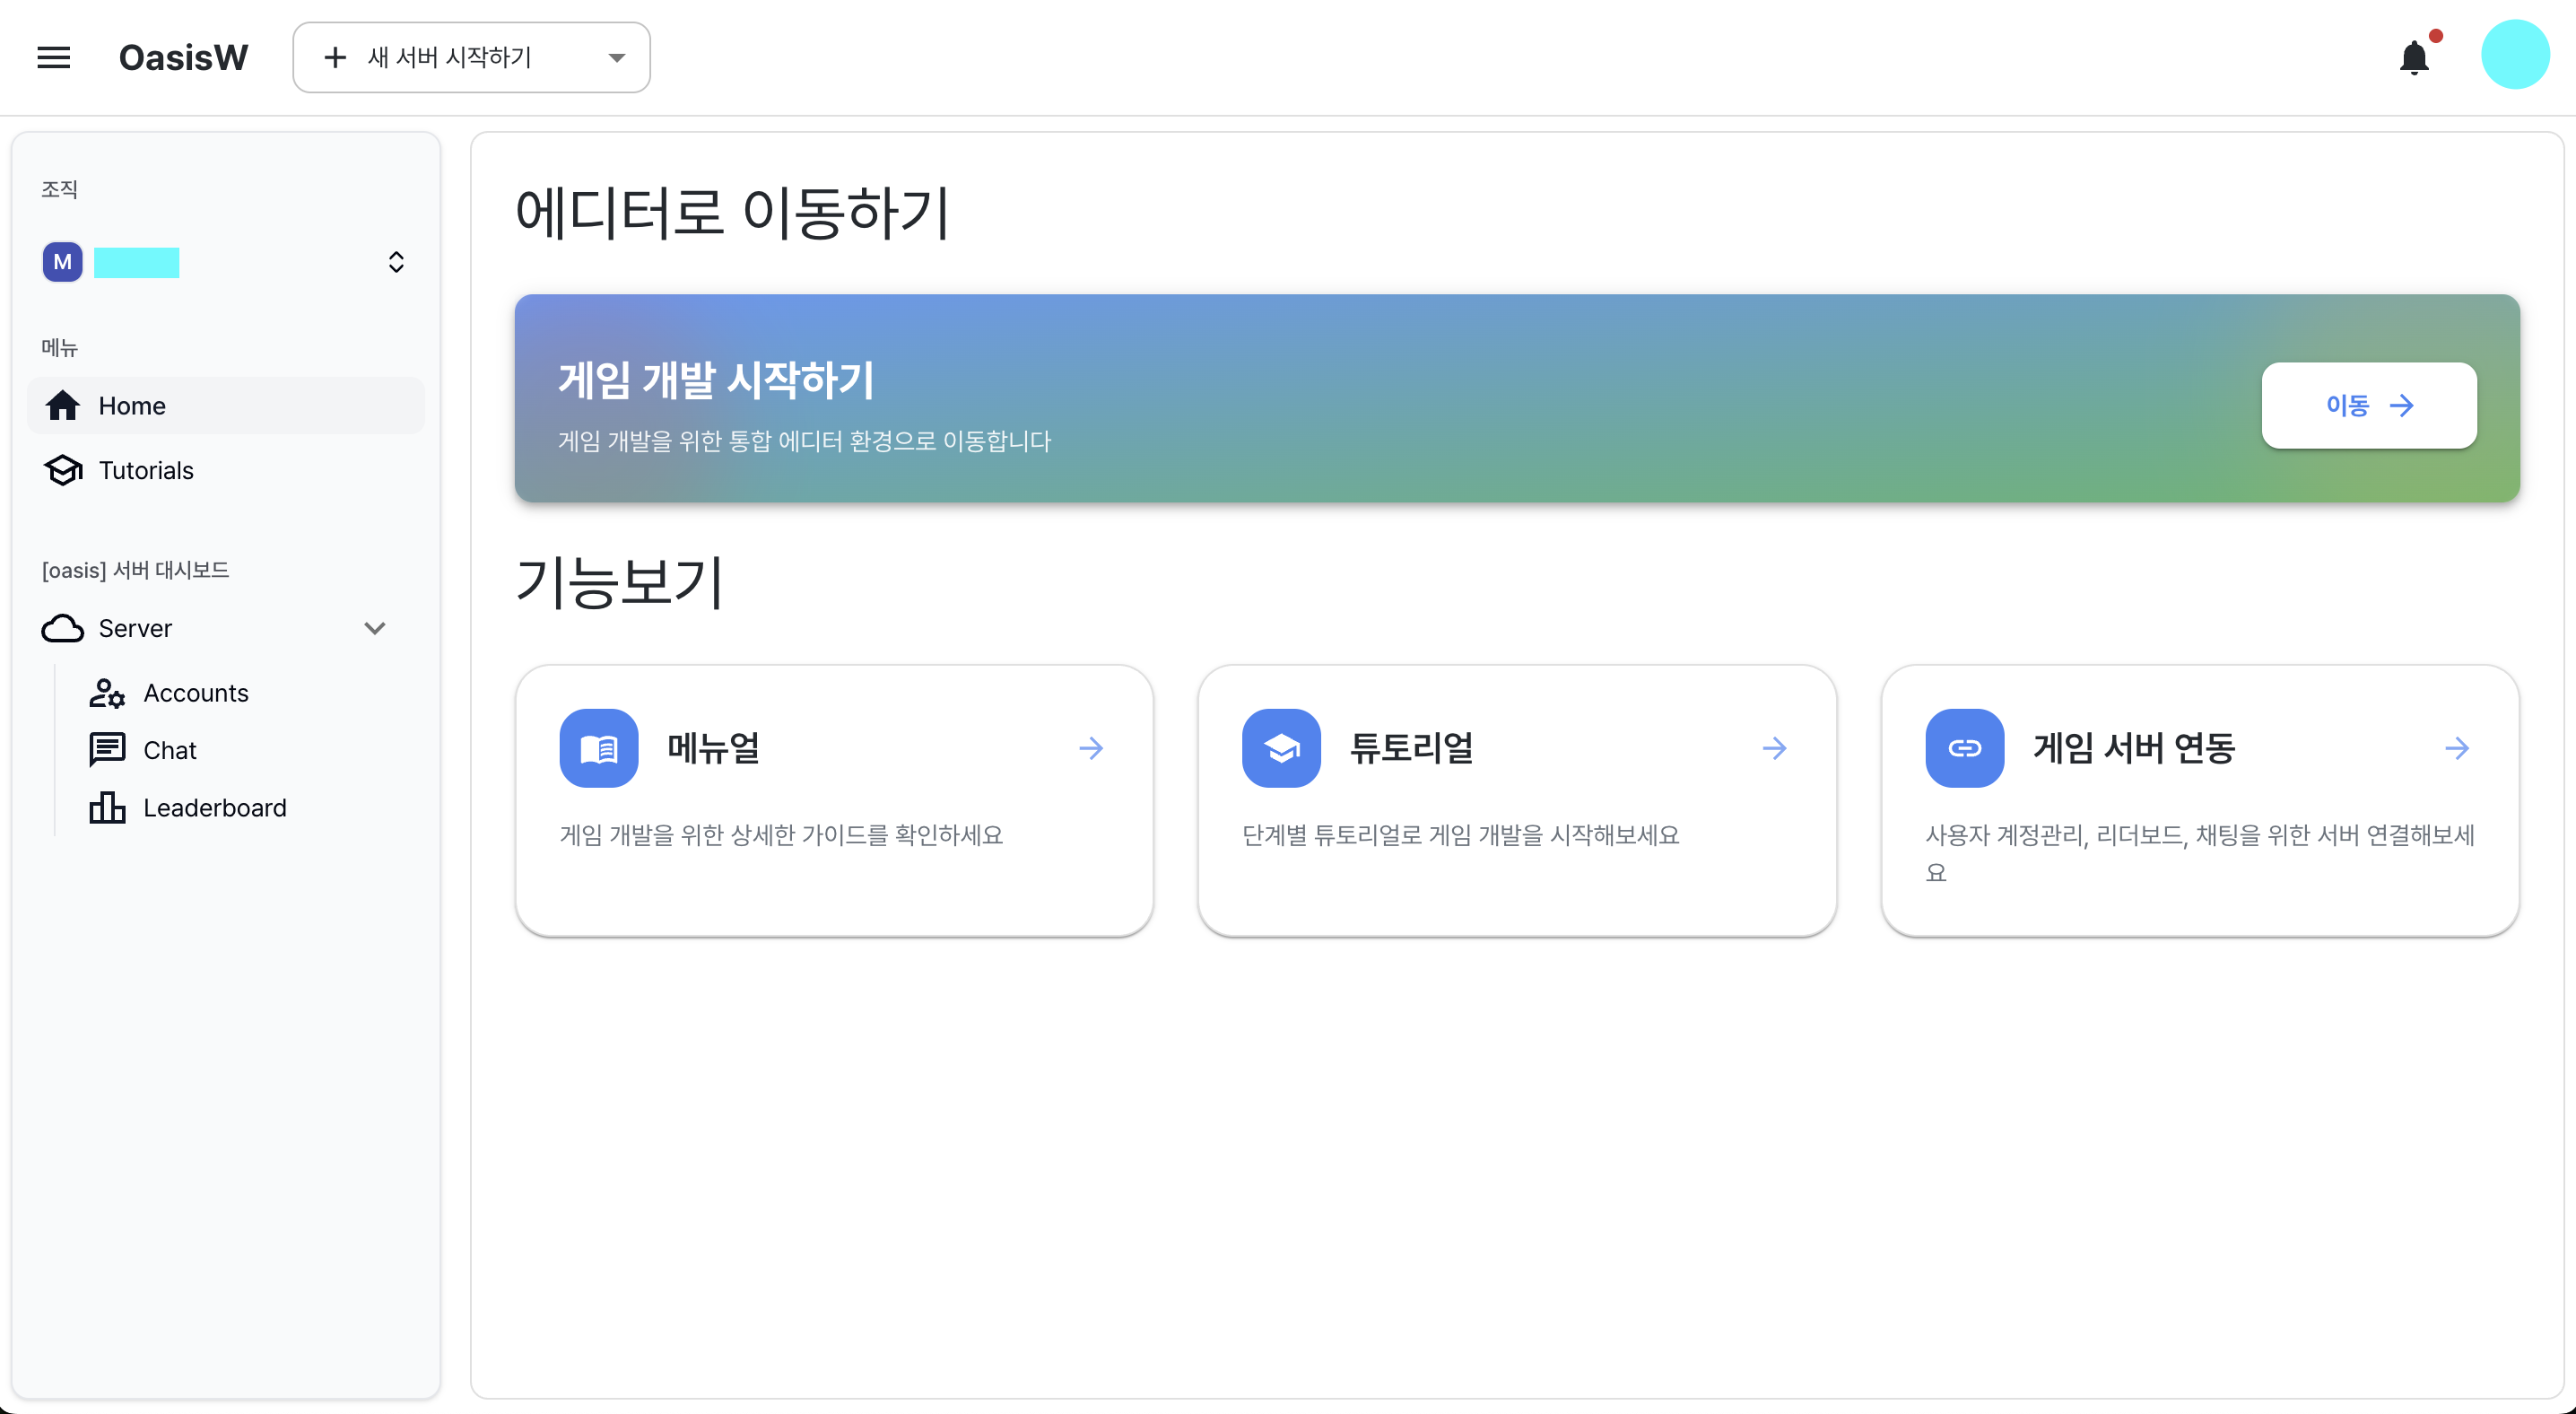 OasisW
새 서버 시작하기
조직
M
메뉴
Home
Tutorials
[oasis] 서버 대시보드
Server
Accounts
Chat
Leaderboard
에디터로 이동하기
게임 개발 시작하기
게임 개발을 위한 통합 에디터 환경으로 이동합니다
이동
기능보기
메뉴얼
게임 개발을 위한 상세한 가이드를 확인하세요
튜토리얼
단계별 튜토리얼로 게임 개발을 시작해보세요
게임 서버 연동
사용자 계정관리, 리더보드, 채팅을 위한 서버 연결해보세
요